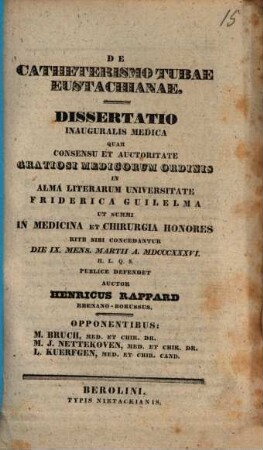 15
DE
CATHETERISMO TUBAE
EUSTACHIANAE.
DISSERTATIO
INAUGURALIS MEDICA
QUAM
CONSENSU ET AUCTORITATE
GRATIOSI MEDICORUM ORDINIS
IN
ALMA LITERARUM UNIVERSITATE
FRIDERICA GUILELMA
UT SUMMI
IN MEDICINA ET CHIRURGIA HONORES
RITE SIBI CONCEDANTUR
DIE IX. MENS. MARTII A. MDCCCXXXVI.
H. L. Q. S.
PUBLICE DEFENDET
AUCTOR
HENRICUS RAPPARD
RHENANO-BORUSSUS.
OPPONENTIBUS:
M. BRUCH, MED. ET CHIR. DR.
M. J. NETTEKOVEN, MED. ET CHIR. DR.
L. KUERFGEN, MED. ET CHIR. CAND.
BEROLINI,
TYPIS NIETACKIANIS.